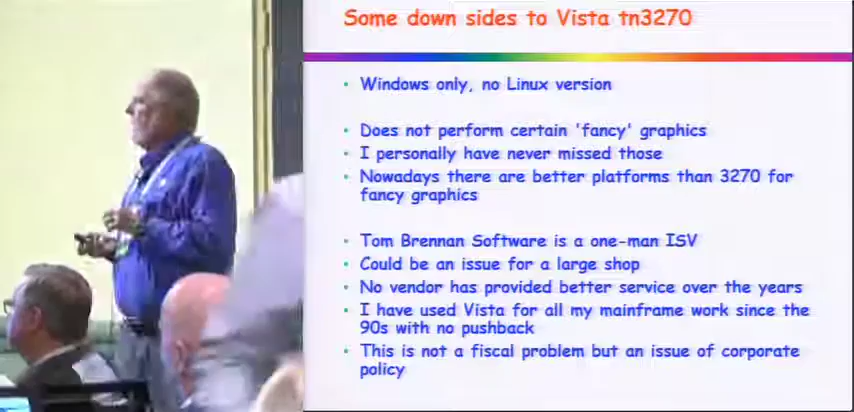 Some down sides to Vista tn3270
Windows only, no Linux version
Does not perform certain 'fancy' graphics
I personally have never missed those
Nowadays there are better platforms than 3270 for
fancy graphics
Tom Brennan Software is a one-man ISV
Could be an issue for a large shop
No vendor has provided better service over the years
I have used Vista for all my mainframe work since the
90s with no pushback
This is not a fiscal problem but an issue of corporate
policy